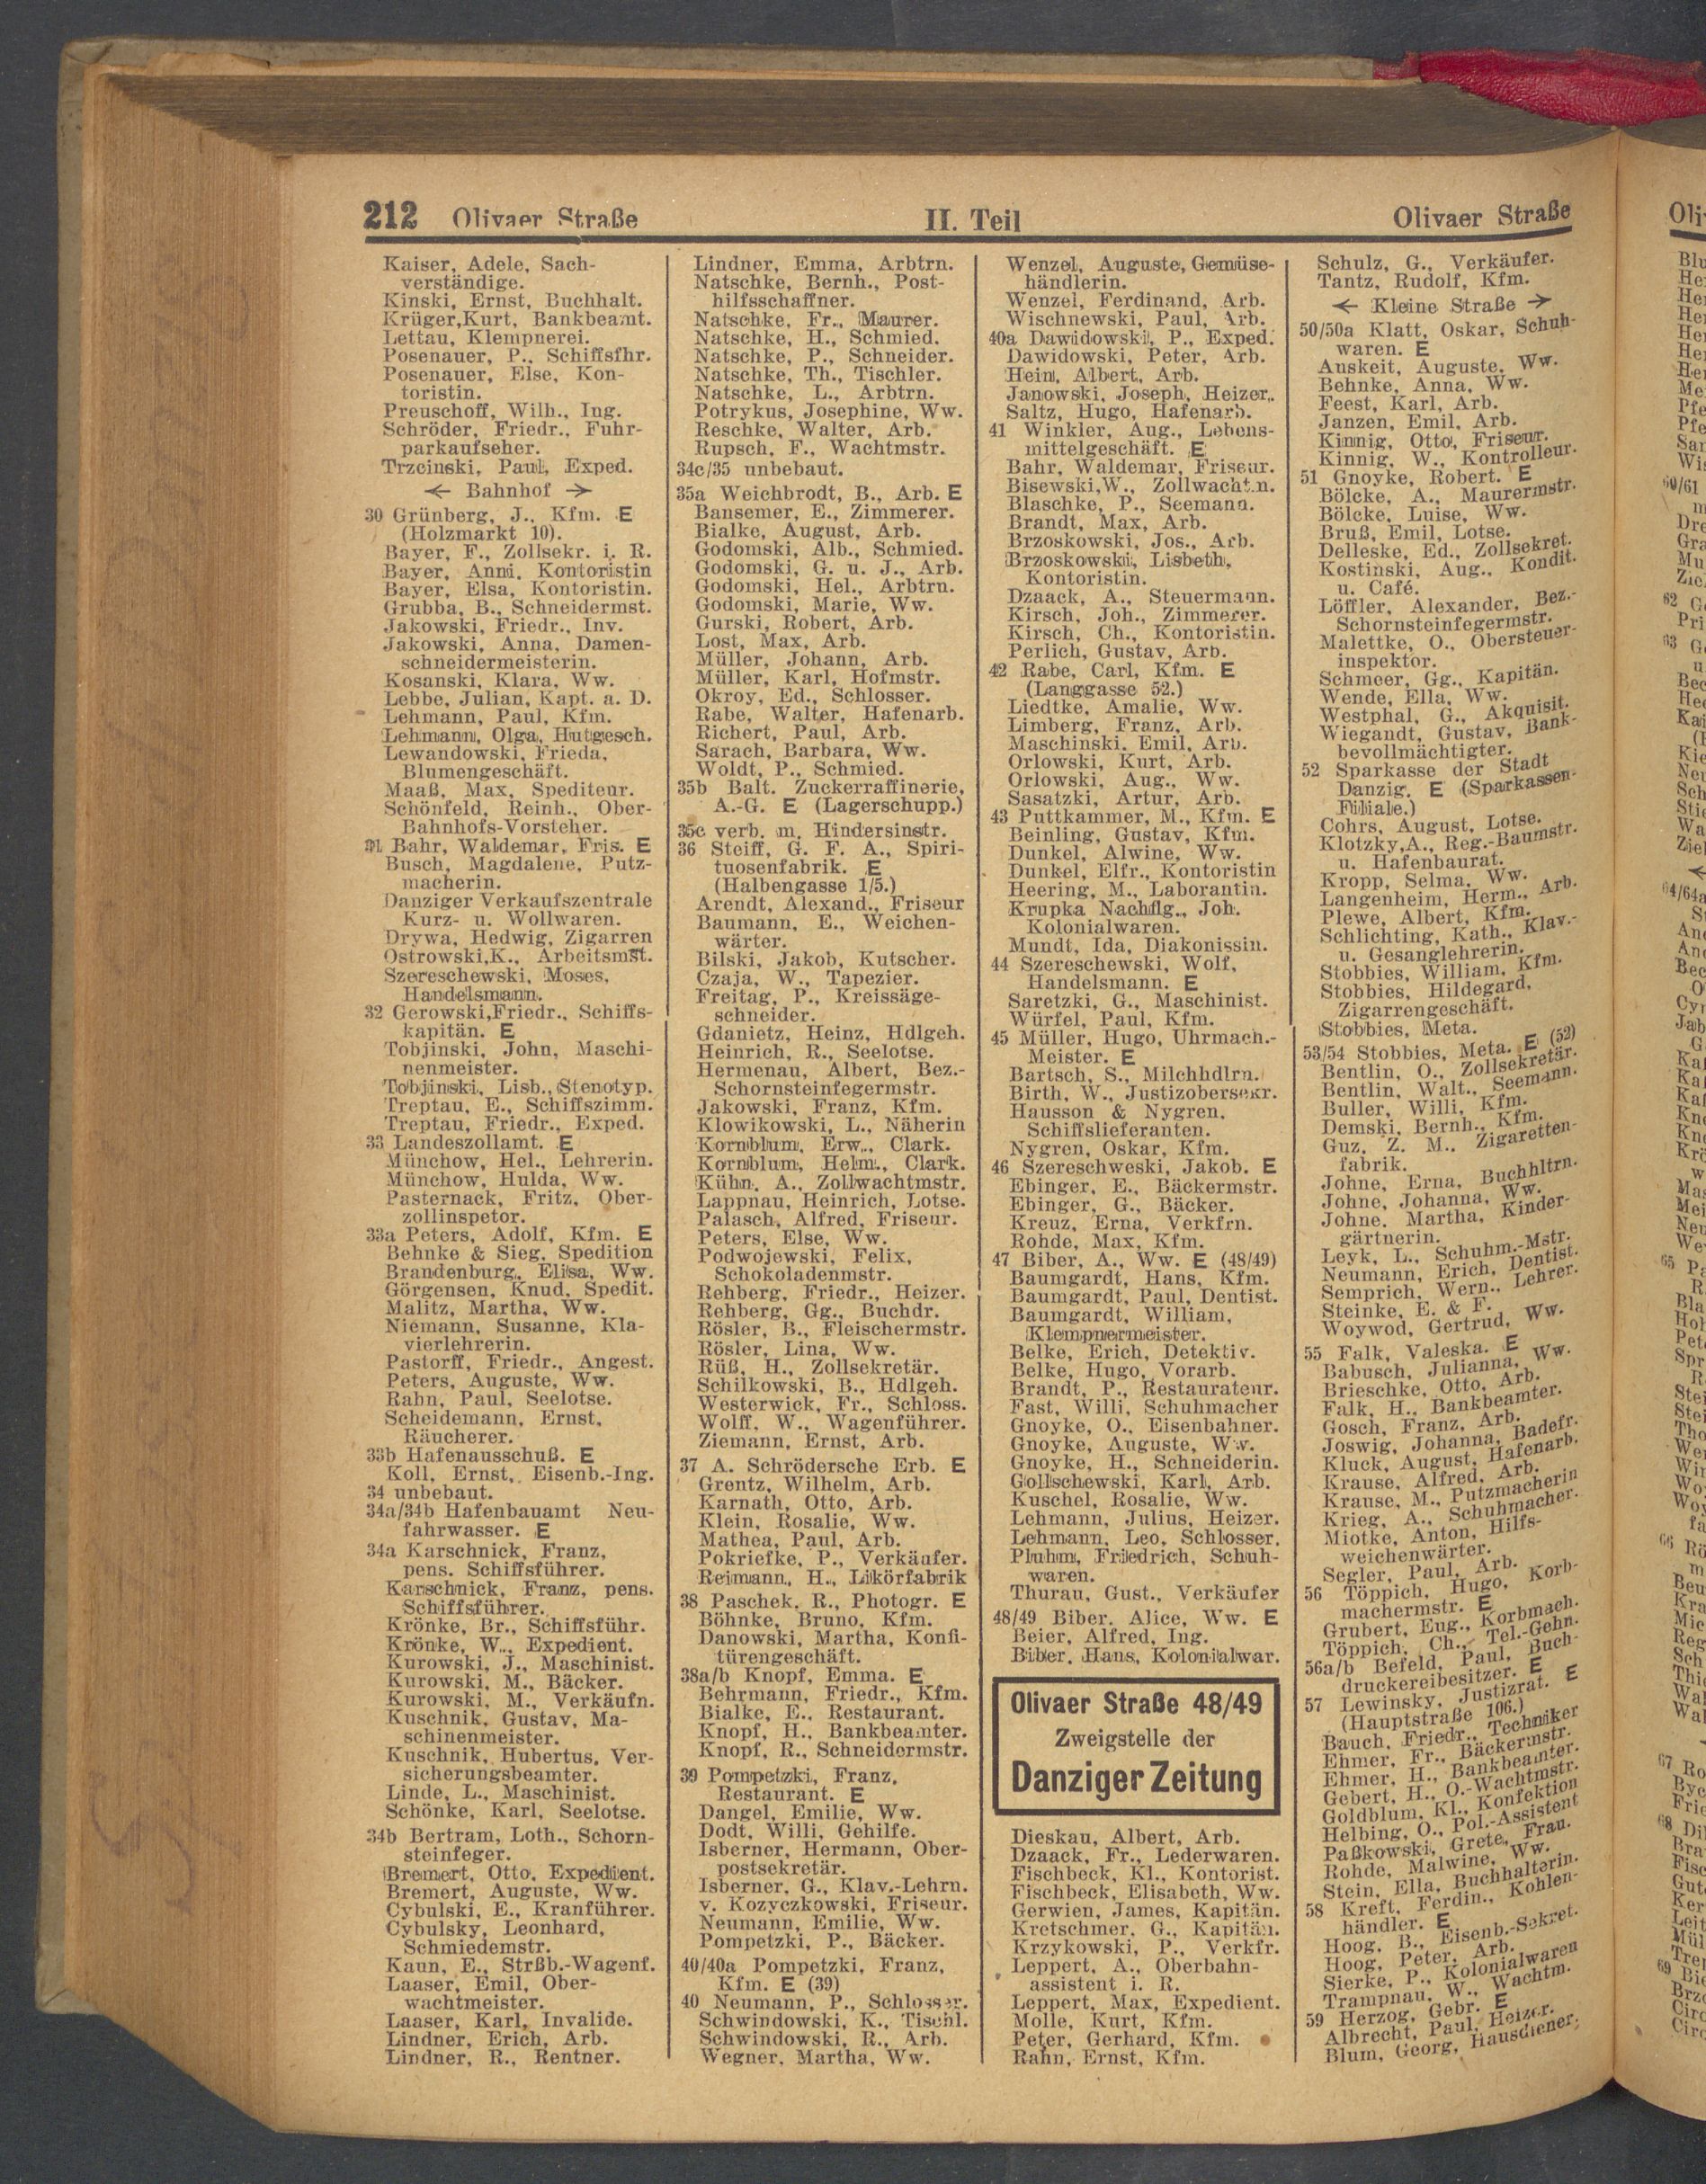 212 Olivaer Straße
II. Teil
Olivaer Straße
Kaiser, Adele, Sach-
verständige.
Kinski, Ernst, Buchhalt.
Krüger,Kurt, Bankbeamt.
Lettau, Klempnerei.
Posenauer, P., Schiffsfhr.
Posenauer, Else, Kon-
toristin.
Preuschoff, Wilh., Ing.
Schröder, Friedr., Fuhr-
parkaufseher.
Trzcinski, Paul, Exped.
← Bahnhof →
30 Grünberg, J., Kfm. E
(Holzmarkt 10).
Bayer, F., Zollsekr. i. R.
Bayer, Anni, Kontoristin
Bayer, Elsa, Kontoristin.
Grubba, B., Schneidermst.
Jakowski, Friedr., Inv.
Jakowski, Anna, Damen-
schneidermeisterin.
Kosanski, Klara, Ww.
Lebbe, Julian, Kapt. a. D.
Lehmann, Paul, Kfm.
Lehmann, Olga, Hutgesch.
Lewandowski, Frieda,
Blumengeschäft.
Maaß, Max, Spediteur.
Schönfeld, Reinh., Ober-
Bahnhofs-Vorsteher.
31 Bahr, Waldemar, Fris. E
Busch, Magdalene, Putz-
macherin.
Danziger Verkaufszentrale
Kurz- u. Wollwaren.
Drywa, Hedwig, Zigarren
Ostrowski,K., Arbeitsmst.
Szereschewski, Moses,
Handelsmann.
32 Gerowski,Friedr., Schiffs-
kapitän. E
Tobjinski, John, Maschi-
nenmeister.
Tobjinski, Lisb., Stenotyp.
Treptau, E., Schiffszimm.
Treptau, Friedr., Exped.
33 Landeszollamt. E
Münchow, Hel., Lehrerin.
Münchow, Hulda, Ww.
Pasternack, Fritz, Ober-
zollinspetor.
33a Peters, Adolf, Kfm. E
Behnke & Sieg, Spedition
Brandenburg, Elisa, Ww.
Görgensen, Knud, Spedit.
Malitz, Martha, Ww.
Niemann, Susanne, Kla-
vierlehrerin.
Pastorff, Friedr., Angest.
Peters, Auguste, Ww.
Rahn, Paul, Seelotse.
Scheidemann, Ernst,
Räucherer.
33b Hafenausschuß. E
Koll, Ernst, Eisenb.-Ing.
34 unbebaut.
34a/34b Hafenbauamt Neu-
fahrwasser. E
34a Karschnick, Franz,
pens. Schiffsführer.
Karschnick, Franz, pens.
Schiffsführer.
Krönke, Br., Schiffsführ.
Krönke, W., Expedient.
Kurowski, J., Maschinist.
Kurowski, M., Bäcker.
Kurowski, M., Verkäufn.
Kuschnik, Gustav, Ma-
schinenmeister.
Kuschnik, Hubertus, Ver-
sicherungsbeamter.
Linde, L., Maschinist.
Schönke, Karl, Seelotse.
34b Bertram, Loth., Schorn-
steinfeger.
Bremert, Otto, Expedient.
Bremert, Auguste, Ww.
Cybulski, E., Kranführer.
Cybulsky, Leonhard,
Schmiedemstr.
Kaun, E., Strßb.-Wagenf.
Laaser, Emil, Ober-
wachtmeister.
Laaser, Karl, Invalide.
Lindner, Erich, Arb.
Lindner, R., Rentner.
Lindner, Emma, Arbtrn.
Natschke, Bernh., Post-
hilfsschaffner.
Natschke, Fr., Maurer.
Natschke, H., Schmied.
Natschke, P., Schneider.
Natschke, Th., Tischler.
Natschke, L., Arbtrn.
Potrykus, Josephine, Ww.
Reschke, Walter, Arb.
Rupsch, F., Wachtmstr.
34c/35 unbebaut.
35a Weichbrodt, B., Arb. E
Bansemer, E., Zimmerer.
Bialke, August, Arb.
Godomski, Alb., Schmied.
Godomski, G. u. J., Arb.
Godomski, Hel., Arbtrn.
Godomski, Marie, Ww.
Gurski, Robert, Arb.
Lost, Max, Arb.
Müller, Johann, Arb.
Müller, Karl, Hofmstr.
Okroy, Ed., Schlosser.
Rabe, Walter, Hafenarb.
Richert, Paul, Arb.
Sarach, Barbara, Ww.
Woldt, P., Schmied.
35b Balt. Zuckerraffinerie,
A.-G. E (Lagerschupp.)
35c verb. m. Hindersinstr.
36 Steiff, G. F. A., Spiri-
tuosenfabrik. E
(Halbengasse 1/5.)
Arendt, Alexand., Friseur
Baumann, E., Weichen-
wärter.
Bilski, Jakob, Kutscher.
Czaja, W., Tapezier.
Freitag, P., Kreissäge-
schneider.
Gdanietz, Heinz, Hdlgeh.
Heinrich, R., Seelotse.
Hermenau, Albert, Bez.-
Schornsteinfegermstr.
Jakowski, Franz, Kfm.
Klowikowski, L., Näherin
Kornblum, Erw., Clark.
Kornblum, Helm., Clark.
Kühn, A., Zollwachtmstr.
Lappnau, Heinrich, Lotse.
Palasch, Alfred, Friseur.
Peters, Else, Ww.
Podwojewski, Felix,
Schokoladenmstr.
Rehberg, Friedr., Heizer.
Rehberg, Gg., Buchdr.
Rösler, B., Fleischermstr.
Rösler, Lina, Ww.
Rüß, H., Zollsekretär.
Schilkowski, B., Hdlgeh.
Westerwick, Fr., Schloss.
Wolff, W., Wagenführer.
Ziemann, Ernst, Arb.
37 A. Schrödersche Erb. E
Grentz, Wilhelm, Arb.
Karnath, Otto, Arb.
Klein, Rosalie, Ww.
Mathea, Paul, Arb.
Pokriefke, P., Verkäufer.
Reimann, H., Likörfabrik
38 Paschek, R., Photogr. E
Böhnke, Bruno, Kfm.
Danowski, Martha, Konfi-
türengeschäft.
38a/b Knopf, Emma. E
Behrmann, Friedr., Kfm.
Bialke, E., Restaurant.
Knopf, H., Bankbeamter.
Knopf, R., Schneidermstr.
39 Pompetzki, Franz,
Restaurant. E
Dangel, Emilie, Ww.
Dodt, Willi, Gehilfe.
Isberner, Hermann, Ober-
postsekretär.
Isberner, G., Klav.-Lehrn.
v. Kozyczkowski, Friseur.
Neumann, Emilie, Ww.
Pompetzki, P., Bäcker.
40/40a Pompetzki, Franz,
Kfm. E (39)
40 Neumann, P., Schlosser.
Schwindowski, K., Tischl.
Schwindowski, R., Arb.
Wegner, Martha, Ww.
Wenzel, Auguste, Gemüse-
händlerin.
Wenzel, Ferdinand, Arb.
Wischnewski, Paul, Arb.
40a Dawidowski, P., Exped.
Dawidowski, Peter, Arb.
Hein, Albert, Arb.
Janowski, Joseph, Heizer.
Saltz, Hugo, Hafenarb.
41 Winkler, Aug., Lebens-
mittelgeschäft. E
Bahr, Waldemar, Friseur.
Bisewski,W., Zollwachtm.
Blaschke, P., Seemann.
Brandt, Max, Arb.
Brzoskowski, Jos., Arb.
Brzoskowski, Lisbeth,
Kontoristin.
Dzaack, A., Steuermann.
Kirsch, Joh., Zimmerer.
Kirsch, Ch., Kontoristin.
Perlich, Gustav, Arb.
42 Rabe, Carl, Kfm. E
(Langgasse 52.)
Liedtke, Amalie, Ww.
Limberg, Franz, Arb.
Maschinski, Emil, Arb.
Orlowski, Kurt, Arb.
Orlowski, Aug., Ww.
Sasatzki, Artur, Arb.
43 Puttkammer, M., Kfm. E
Beinling, Gustav, Kfm.
Dunkel, Alwine, Ww.
Dunkel, Elfr., Kontoristin
Heering, M., Laborantin.
Krupka Nachflg., Joh.
Kolonialwaren.
Mundt, Ida, Diakonissin.
44 Szereschewski, Wolf,
Handelsmann. E
Saretzki, G., Maschinist.
Würfel, Paul, Kfm.
45 Müller, Hugo, Uhrmach.-
Meister. E
Bartsch, S., Milchhdlrn.
Birth, W., Justizobersekr.
Hausson & Nygren,
Schiffslieferanten.
Nygren, Oskar, Kfm.
46 Szereschweski, Jakob. E
Ebinger, E., Bäckermstr.
Ebinger, G., Bäcker.
Kreuz, Erna, Verkfrn.
Rohde, Max, Kfm.
47 Biber, A., Ww. E (48/49)
Baumgardt, Hans, Kfm.
Baumgardt, Paul, Dentist.
Baumgardt, William,
Klempnermeister.
Belke, Erich, Detektiv.
Belke, Hugo, Vorarb.
Brandt, P., Restaurateur.
Fast, Willi, Schuhmacher
Gnoyke, O., Eisenbahner.
Gnoyke, Auguste, Ww.
Gnoyke, H., Schneiderin.
Gollschewski, Karl, Arb.
Kuschel, Rosalie, Ww.
Lehmann, Julius, Heizer.
Lehmann, Leo, Schlosser.
Pluhm, Friedrich, Schuh-
waren.
Thurau, Gust., Verkäufer
48/49 Biber, Alice, Ww. E
Beier, Alfred, Ing.
Biber, Hans, Kolonialwar.
Olivaer Straße 48/49
Zweigstelle der
Danziger Zeitung
Dieskau, Albert, Arb.
Dzaack, Fr., Lederwaren.
Fischbeck, Kl., Kontorist.
Fischbeck, Elisabeth, Ww.
Gerwien, James, Kapitän.
Kretschmer, G., Kapitän.
Krzykowski, P., Verkfr.
Leppert, A., Oberbahn-
assistent i. R.
Leppert, Max, Expedient.
Molle, Kurt, Kfm.
Peter, Gerhard, Kfm.
Rahn, Ernst, Kfm.
Schulz, G., Verkäufer.
Tantz, Rudolf, Kfm.
← Kleine Straße →
50/50a Klatt, Oskar, Schuh-
waren. E
Auskeit, Auguste, Ww.
Behnke, Anna, Ww.
Feest, Karl, Arb.
Janzen, Emil, Arb.
Kinnig, Otto, Friseur.
Kinnig, W., Kontrolleur.
51 Gnoyke, Robert. E
Bölcke, A., Maurermstr.
Bölcke, Luise, Ww.
Bruß, Emil, Lotse.
Delleske, Ed., Zollsekret.
Kostinski, Aug., Kondit.
u. Café.
Löffler, Alexander, Bez.-
Schornsteinfegermstr.
Malettke, O., Obersteuer-
inspektor.
Schmeer, Gg., Kapitän.
Wende, Ella, Ww.
Westphal, G., Akquisit.
Wiegandt, Gustav, Bank-
bevollmächtigter.
52 Sparkasse der Stadt
Danzig. E (Sparkassen-
Filiale.)
Cohrs, August, Lotse.
Klotzky,A., Reg.-Baumstr.
u. Hafenbaurat.
Kropp, Selma, Ww.
Langenheim, Herm., Arb.
Plewe, Albert, Kfm.
Schlichting, Kath., Klav.-
u. Gesanglehrerin.
Stobbies, William, Kfm.
Stobbies, Hildegard,
Zigarrengeschäft.
Stobbies, Meta.
53/54 Stobbies, Meta. E (52)
Bentlin, O., Zollsekretär.
Bentlin, Walt., Seemann.
Buller, Willi, Kfm.
Demski, Bernh., Kfm.
Guz, Z. M., Zigaretten-
fabrik.
Johne, Erna, Buchhltrn.
Johne, Johanna, Ww.
Johne, Martha, Kinder-
gärtnerin.
Leyk, L., Schuhm.-Mstr.
Neumann, Erich, Dentist.
Semprich, Wern., Lehrer.
Steinke, E. & F.
Woywod, Gertrud, Ww.
55 Falk, Valeska. E
Babusch, Julianna, Ww.
Brieschke, Otto, Arb.
Falk, H., Bankbeamter.
Gosch, Franz, Arb.
Joswig, Johanna, Badefr.
Kluck, August, Hafenarb.
Krause, Alfred, Arb.
Krause, M., Putzmacherin
Krieg, A., Schuhmacher.
Miotke, Anton, Hilfs-
weichenwärter.
Segler, Paul, Arb.
56 Töppich, Hugo, Korb-
machermstr. E
Grubert, Eug., Korbmach.
Töppich, Ch., Tel.-Gehn.
56a/b Befeld, Paul, Buch-
druckereibesitzer. E
57 Lewinsky, Justizrat. E
(Hauptstraße 106.)
Bauch, Friedr., Techniker
Ehmer, Fr., Bäckermstr.
Ehmer, H., Bankbeamter.
Gebert, H., O.-Wachtmstr.
Goldblum, Kl., Konfektion
Helbing, O., Pol.-Assistent
Paßkowski, Grete, Frau.
Rohde, Malwine, Ww.
Stein, Ella, Buchhalterin.
58 Kreft, Ferdin., Kohlen-
händler. E
Hoog, B., Eisenb.-Sekret.
Hoog, Peter, Arb.
Sierke, P., Kolonialwaren
Trampnau, W., Wachtm.
59 Herzog, Gebr. E
Albrecht, Paul, Heizer.
Blum, Georg, Hausdiener.